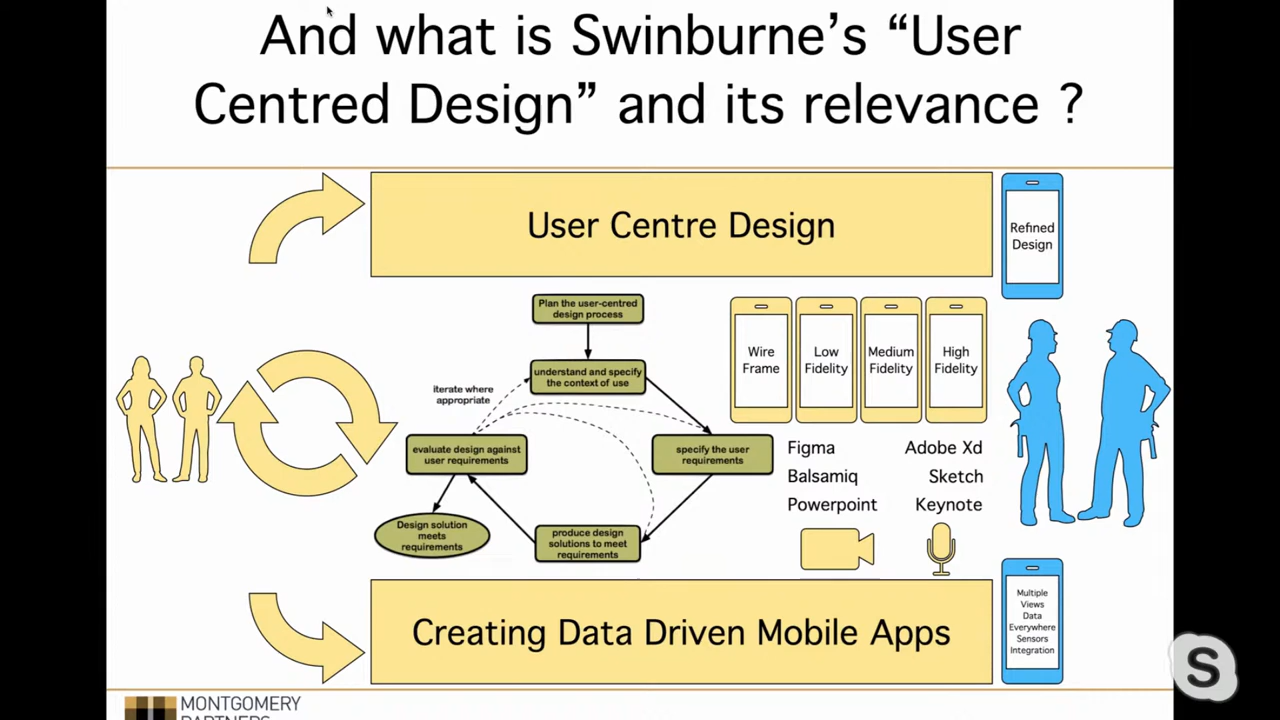 And what is Swinburne’s “User
Centred Design” and its relevance ?
User Centre Design
Refined
Design
Plan the user-centred
design process
understand and specify
the context of use
iterate where
appropriate
evaluate design against
user requirements
specify the user
requirements
Design solution
meets
requirements
produce design
solutions to meet
requirements
Wire
Frame
Low
Fidelity
Medium
Fidelity
High
Fidelity
Figma
Adobe Xd
Balsamiq
Sketch
Powerpoint
Keynote
Creating Data Driven Mobile Apps
Multiple
Views
Data
Everywhere
Sensors
Integration
MONTGOMERY
PARTNERS
S